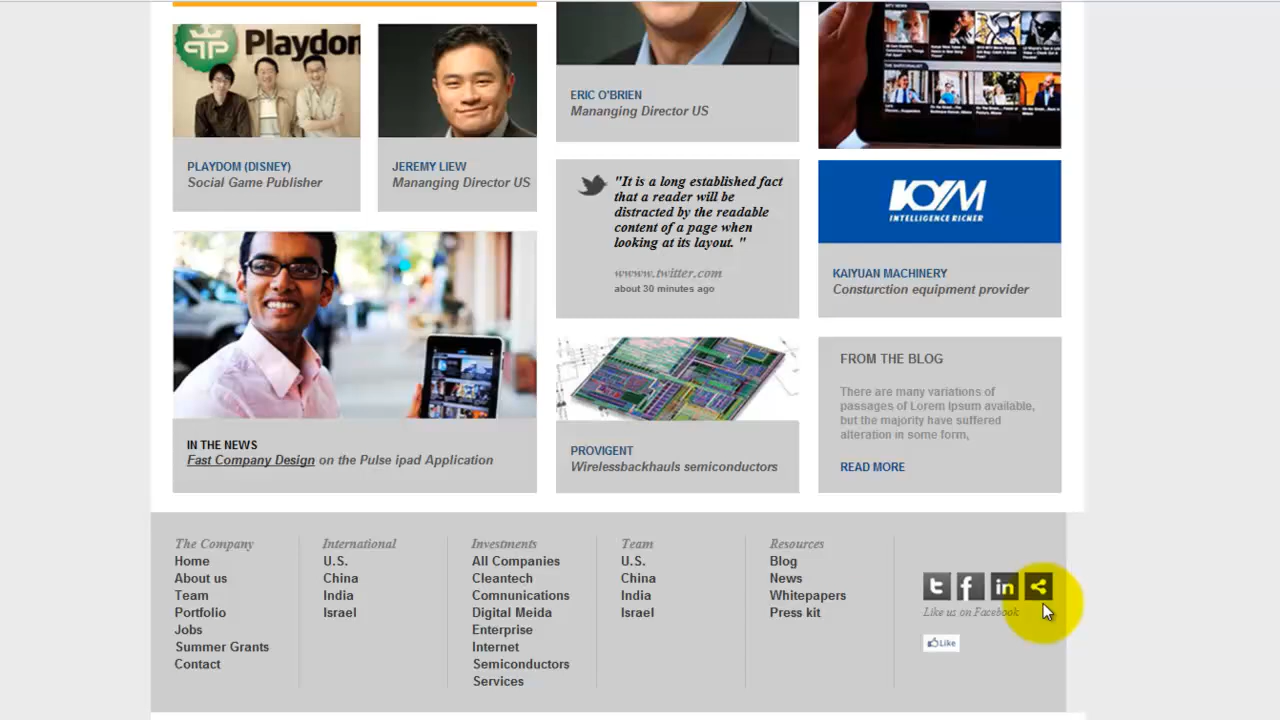 Playdom
PLAYDOM (DISNEY)
Social Game Publisher
JEREMY LIEW
Mananging Director US
ERIC O'BRIEN
Mananging Director US
"It is a long established fact
that a reader will be
distracted by the readable
content of a page when
looking at its layout. "
wwww.twitter.com
about 30 minutes ago
INTELLIGENCE RICHER
KAIYUAN MACHINERY
Consturction equipment provider
IN THE NEWS
Fast Company Design on the Pulse ipad Application
PROVIGENT
Wirelessbackhauls semiconductors
FROM THE BLOG
There are many variations of
passages of Lorem Ipsum available,
but the majority have suffered
alteration in some form,
READ MORE
The Company
Home
About us
Team
Portfolio
Jobs
Summer Grants
Contact
International
U.S.
China
India
Israel
Investments
All Companies
Cleantech
Comnunications
Digital Meida
Enterprise
Internet
Semiconductors
Services
Team
U.S.
China
India
Israel
Resources
Blog
News
Whitepapers
Press kit
Like us on Facebook
Like